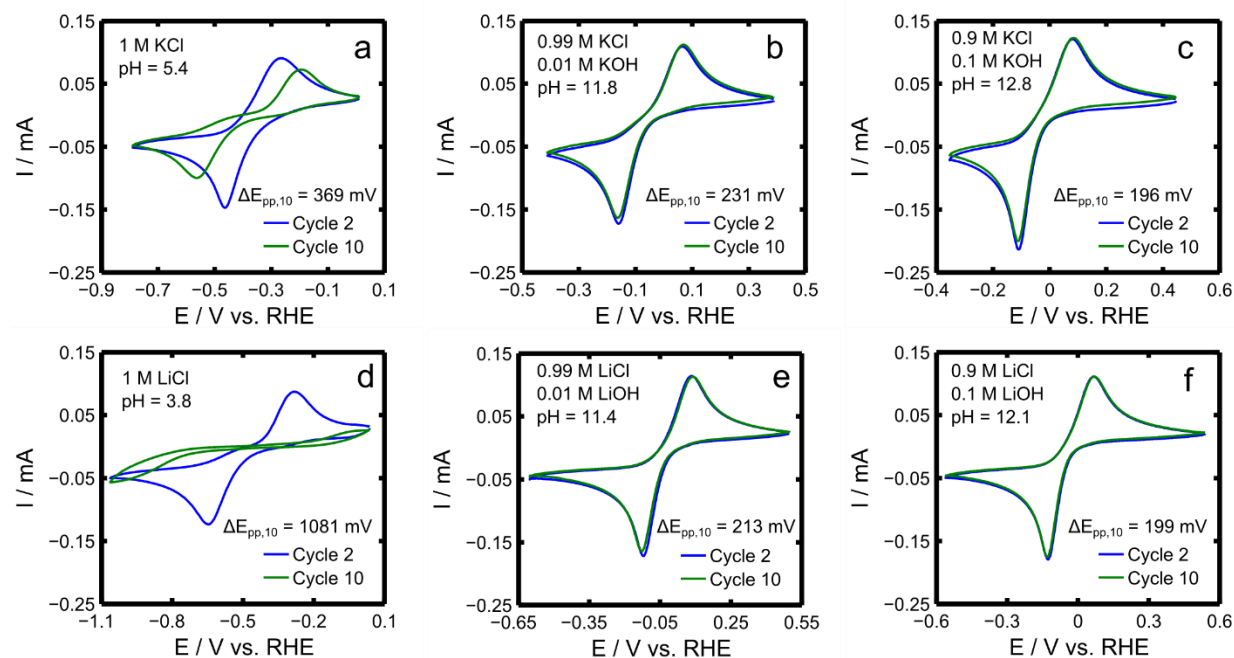 a
1 M KCl
pH = 5.4
ΔEpp,10 = 369 mV
Cycle 2
Cycle 10
I / mA
0.15
0.05
−0.05
−0.15
−0.25
−0.9
−0.7
−0.5
−0.3
−0.1
0.1
E / V vs. RHE
b
0.99 M KCl
0.01 M KOH
pH = 11.8
ΔEpp,10 = 231 mV
Cycle 2
Cycle 10
I / mA
0.15
0.05
−0.05
−0.15
−0.25
−0.5
−0.3
−0.1
0.1
0.3
0.5
E / V vs. RHE
c
0.9 M KCl
0.1 M KOH
pH = 12.8
ΔEpp,10 = 196 mV
Cycle 2
Cycle 10
I / mA
0.15
0.05
−0.05
−0.15
−0.25
−0.4
−0.2
0
0.2
0.4
0.6
E / V vs. RHE
d
1 M LiCl
pH = 3.8
ΔEpp,10 = 1081 mV
Cycle 2
Cycle 10
I / mA
0.15
0.05
−0.05
−0.15
−0.25
−1.1
−0.8
−0.5
−0.2
0.1
0.4
E / V vs. RHE
e
0.99 M LiCl
0.01 M LiOH
pH = 11.4
ΔEpp,10 = 213 mV
Cycle 2
Cycle 10
I / mA
0.15
0.05
−0.05
−0.15
−0.25
−0.65
−0.35
−0.05
0.25
0.55
E / V vs. RHE
f
0.9 M LiCl
0.1 M LiOH
pH = 12.1
ΔEpp,10 = 199 mV
Cycle 2
Cycle 10
I / mA
0.15
0.05
−0.05
−0.15
−0.25
−0.6
−0.3
0
0.3
0.6
E / V vs. RHE